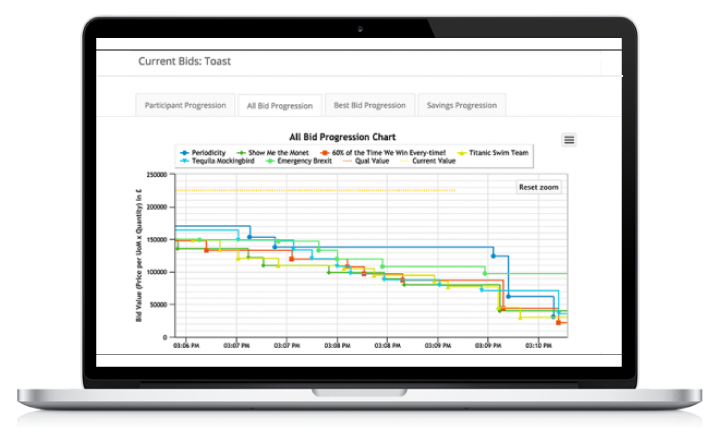 Current Bids: Toast
Participant Progression
All Bid Progression
Best Bid Progression
Savings Progression
All Bid Progression Chart
Periodicity Show Me the Monet 60% of the Time We Win Every-time! Titanic Swim Team
Tequila Mockingbird Emergency Brexit Qual Value Current Value
Reset zoom
Bid Value (Price per UoM x Quantity) in £
250000
200000
150000
100000
50000
0
03:06 PM 03:07 PM 03:07 PM 03:08 PM 03:08 PM 03:09 PM 03:09 PM 03:10 PM